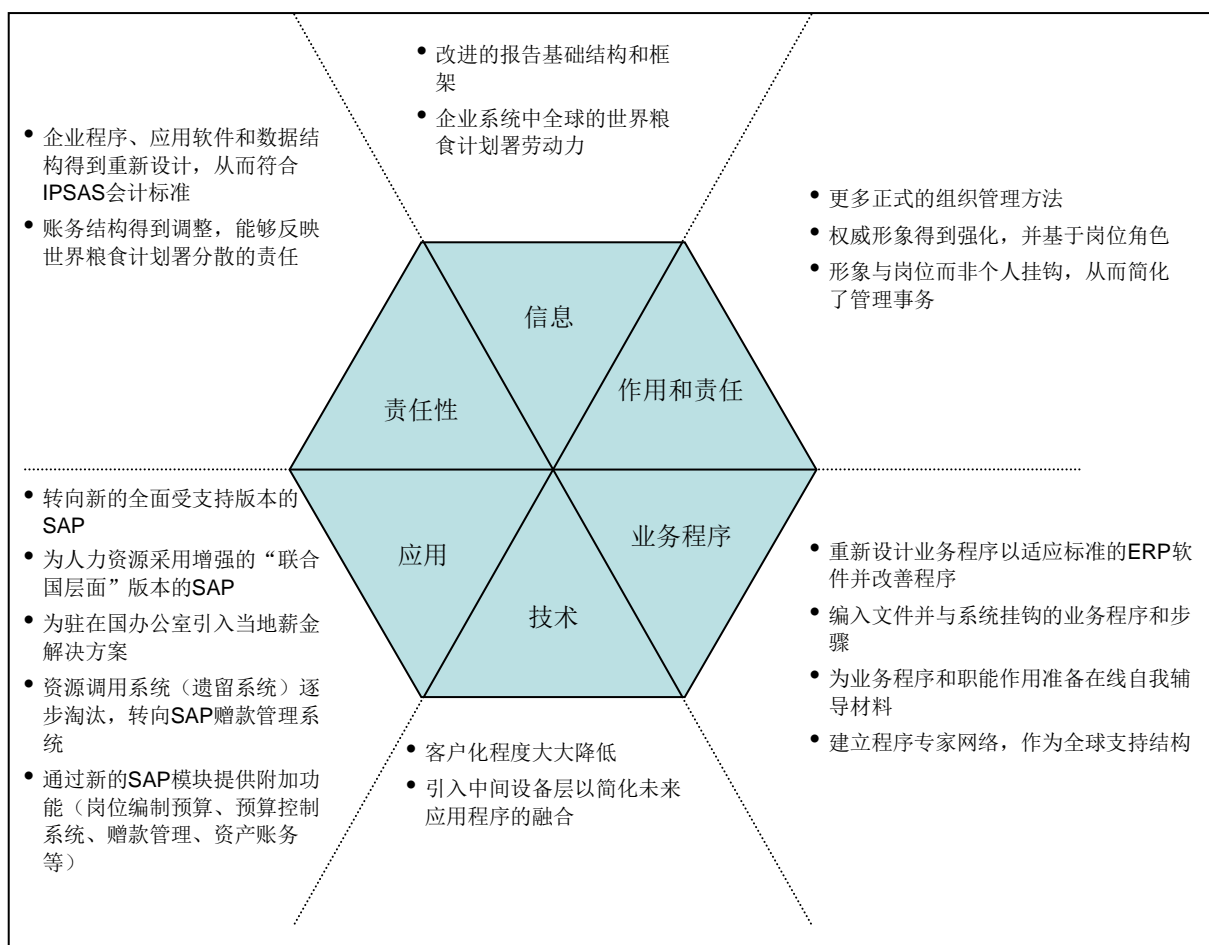 • 改进的报告基础结构和框
架
• 企业系统中全球的世界粮
食计划署劳动力
• 企业程序、应用软件和数据结
构得到重新设计，从而符合
IPSAS会计标准
• 账务结构得到调整，能够反映
世界粮食计划署分散的责任
• 更多正式的组织管理方法
• 权威形象得到强化，并基于岗位角色
• 形象与岗位而非个人挂钩，从而简化
了管理事务
信息
责任性
作用和责任
应用
业务程序
技术
• 转向新的全面受支持版本的
SAP
• 为人力资源采用增强的“联合
国层面”版本的SAP
• 为驻在国办公室引入当地薪金
解决方案
• 资源调用系统（遗留系统）逐
步淘汰，转向SAP赠款管理系
统
• 通过新的SAP模块提供附加功
能（岗位编制预算、预算控制
系统、赠款管理、资产账务
等）
• 重新设计业务程序以适应标准的ERP软
件并改善程序
• 编入文件并与系统挂钩的业务程序和步
骤
• 为业务程序和职能作用准备在线自我辅
导材料
• 建立程序专家网络，作为全球支持结构
• 客户化程度大大降低
• 引入中间设备层以简化未来
应用程序的融合